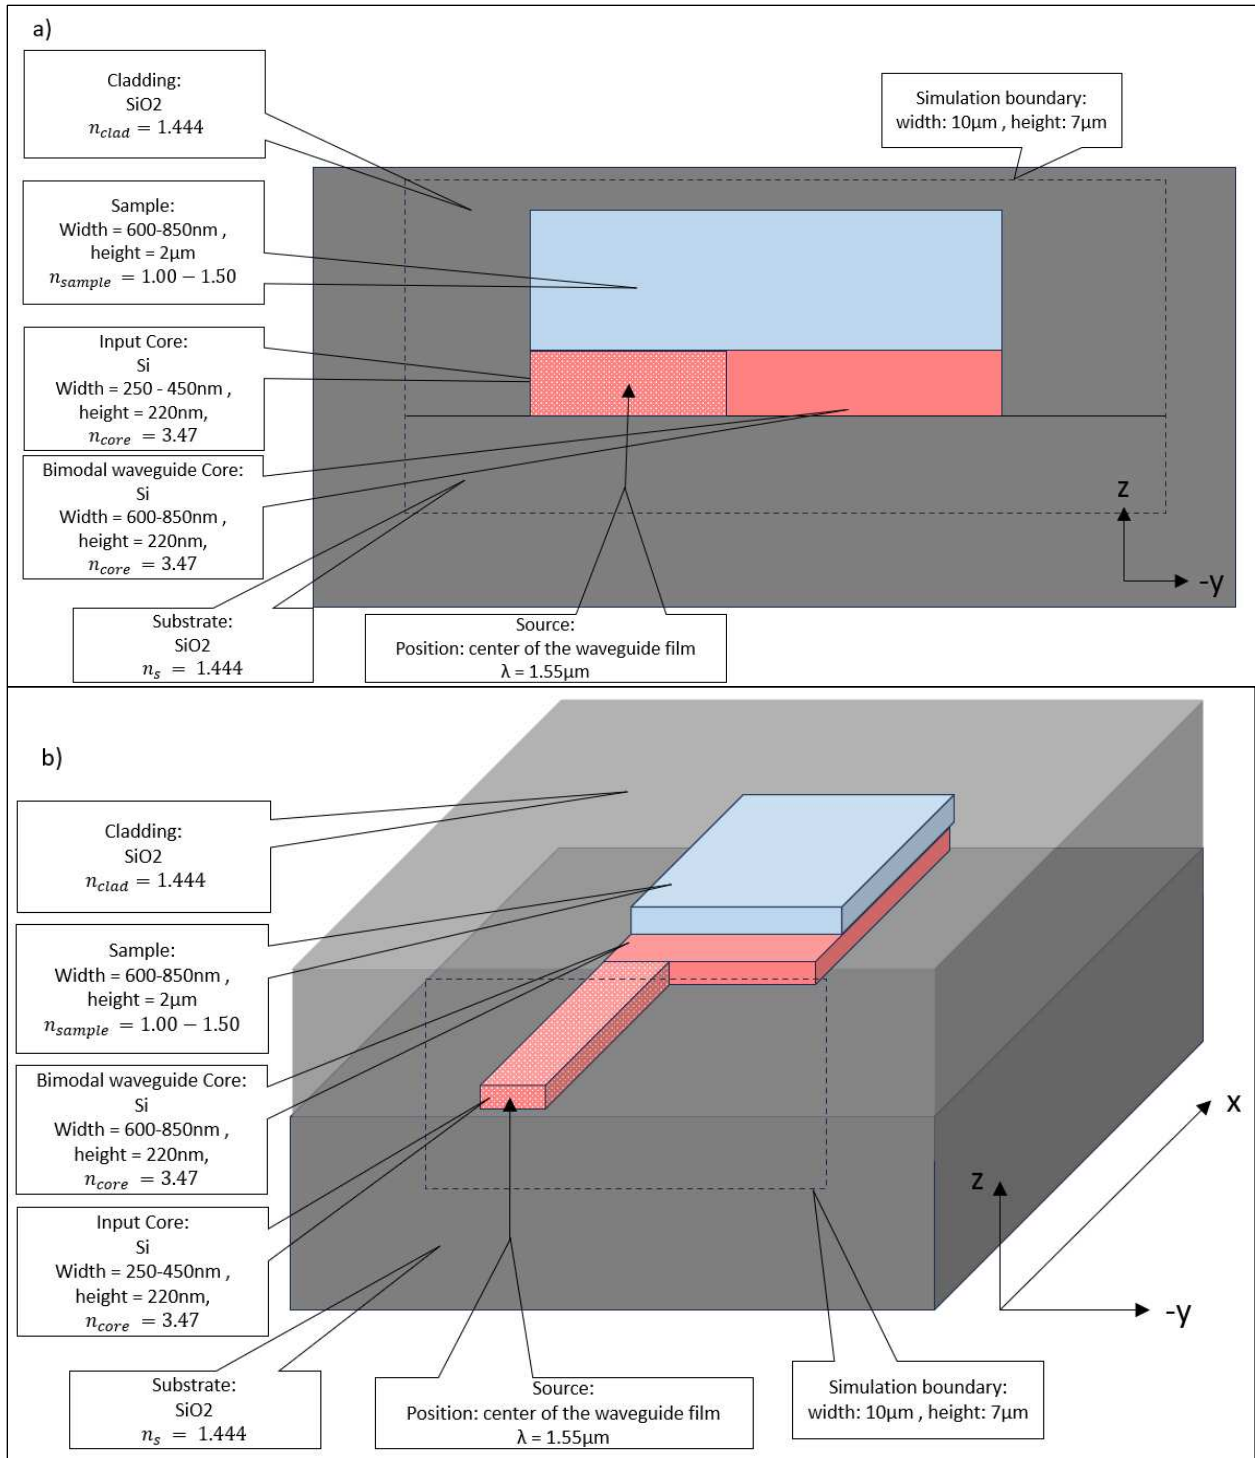 a)
Cladding:
SiO2
n_clad = 1.444
Simulation boundary:
width: 10μm , height: 7μm
Sample:
Width = 600-850nm ,
height = 2μm
n_sample = 1.00 − 1.50
Input Core:
Si
Width = 250 - 450nm ,
height = 220nm,
n_core = 3.47
Bimodal waveguide Core:
Si
Width = 600-850nm ,
height = 220nm,
n_core = 3.47
z
-y
Substrate:
SiO2
n_s = 1.444
Source:
Position: center of the waveguide film
λ = 1.55μm
b)
Cladding:
SiO2
n_clad = 1.444
Sample:
Width = 600-850nm ,
height = 2μm
n_sample = 1.00 − 1.50
Bimodal waveguide Core:
Si
Width = 600-850nm ,
height = 220nm,
n_core = 3.47
Input Core:
Si
Width = 250-450nm ,
height = 220nm,
n_core = 3.47
x
z
-y
Substrate:
SiO2
n_s = 1.444
Source:
Position: center of the waveguide film
λ = 1.55μm
Simulation boundary:
width: 10μm , height: 7μm